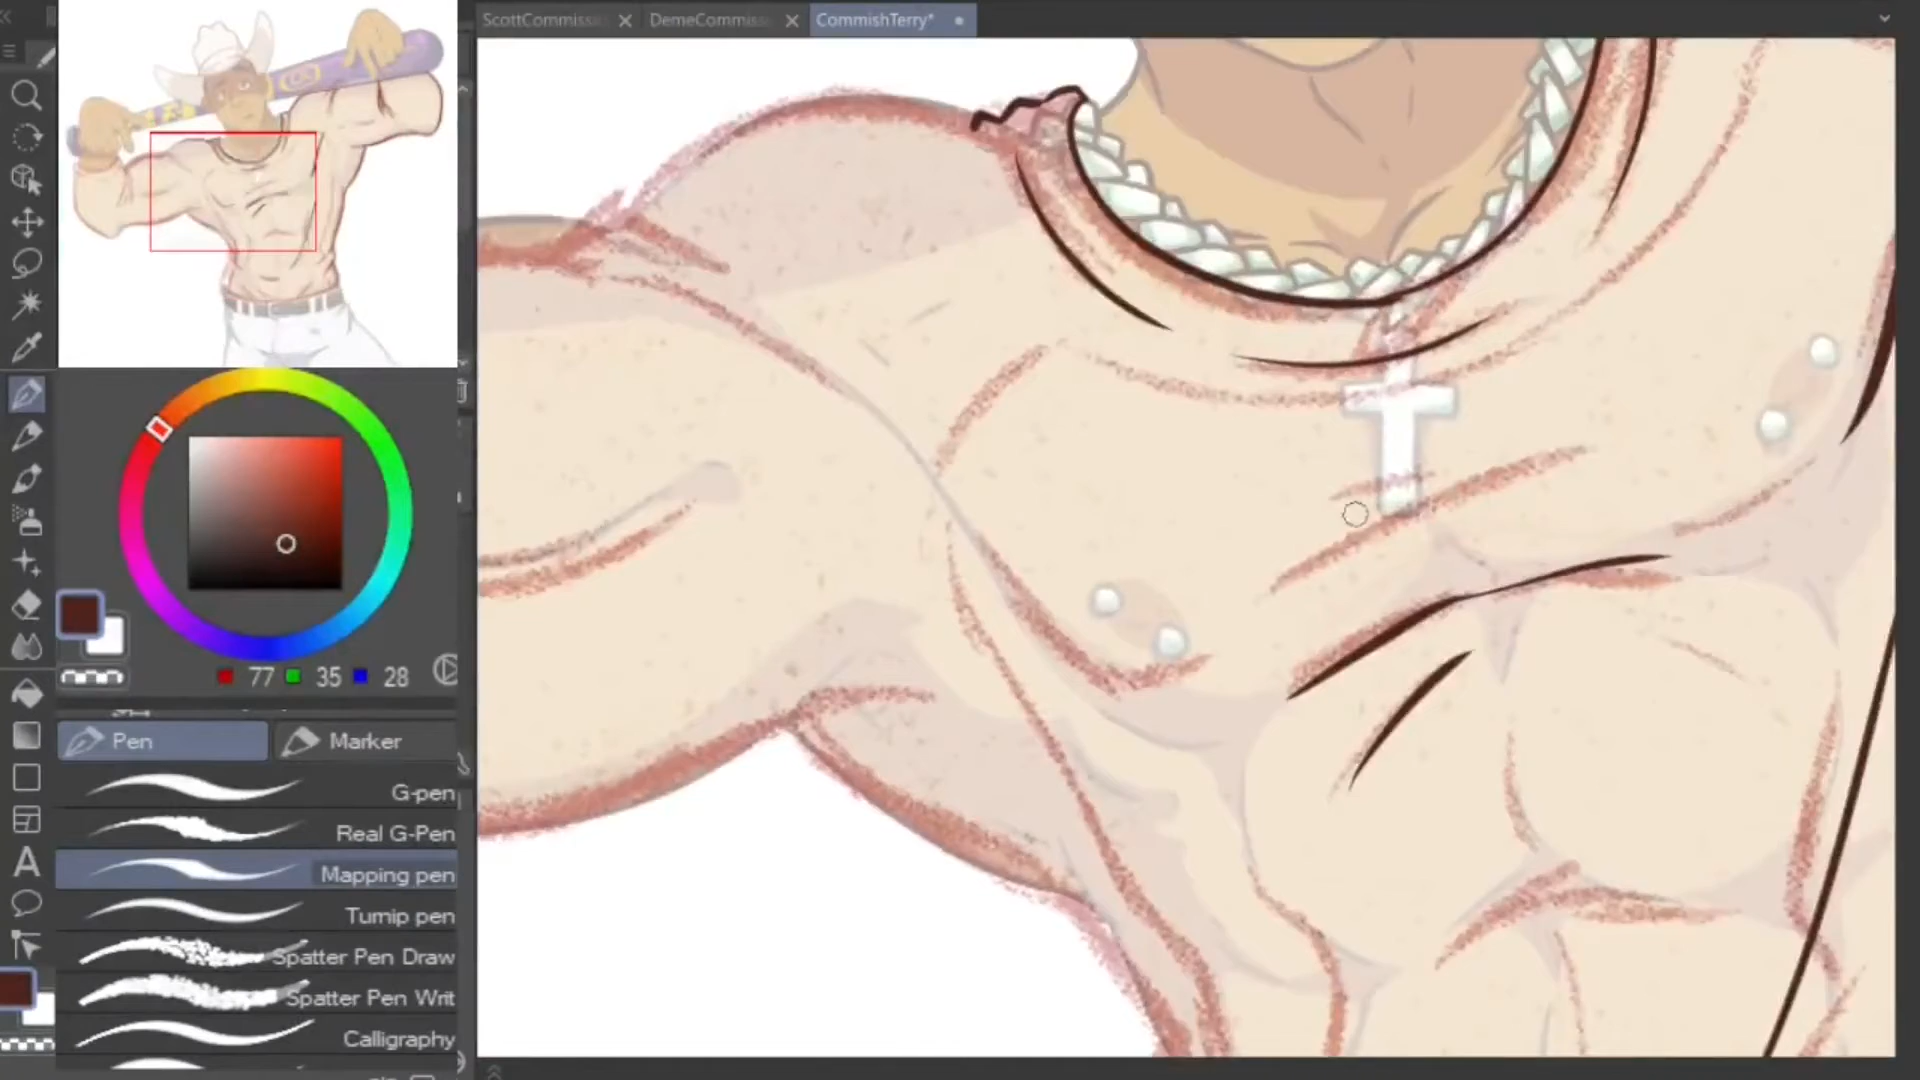 ScottCommissi
DemeCommiss
CommishTerry*
77 35 28
Pen
Marker
G-pen
Real G-Pen
Mapping pen
Turnip pen
Spatter Pen Draw
Spatter Pen Writ
Calligraphy
A